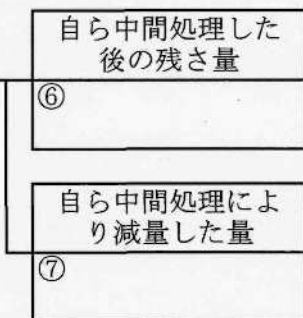 自ら中間処理した
後の残さ量
⑥
自ら中間処理によ
り減量した量
⑦